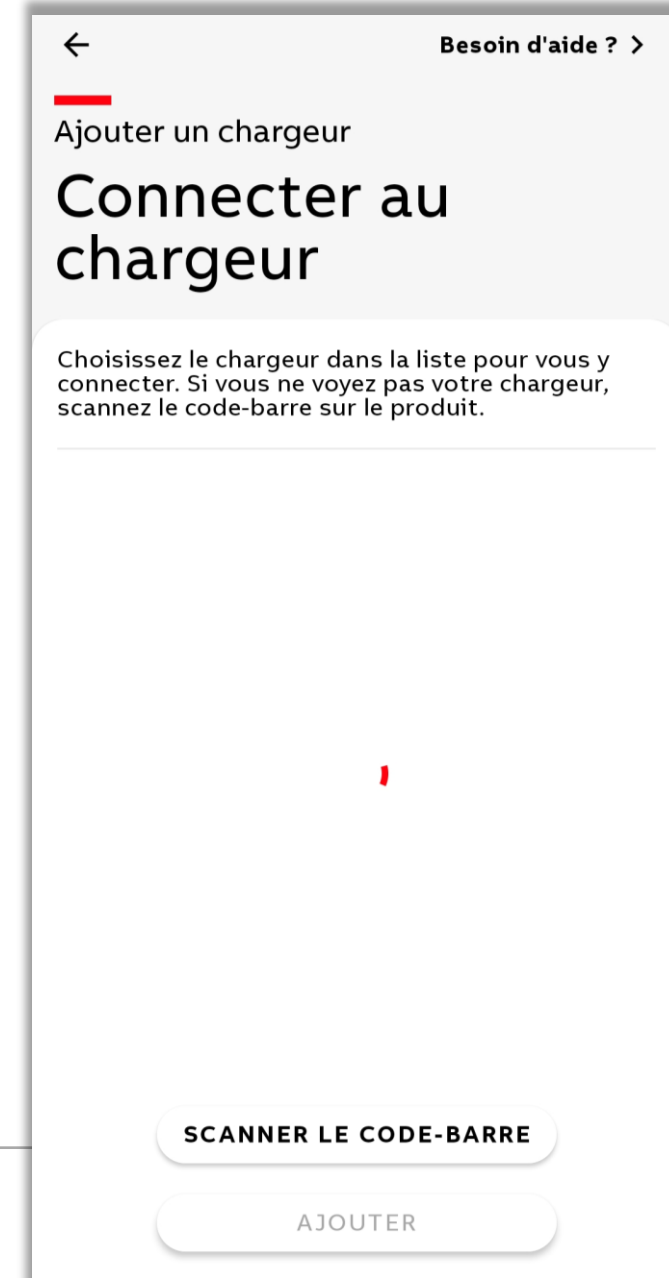 Besoin d'aide ?
Ajouter un chargeur
Connecter au
chargeur
Choisissez le chargeur dans la liste pour vous y
connecter. Si vous ne voyez pas votre chargeur,
scannez le code-barre sur le produit.
SCANNER LE CODE-BARRE
AJOUTER